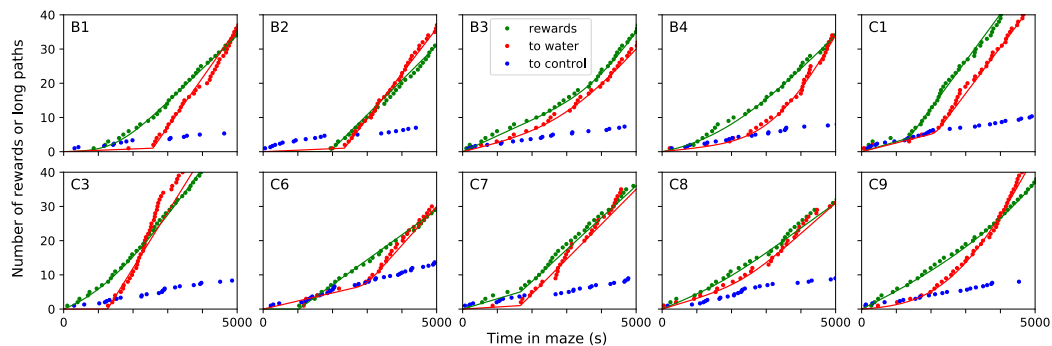 B1 B2 B3 B4 C1
rewards
to water
to control
40
30
20
10
0
C3 C6 C7 C8 C9
40
30
20
10
0
0 5000 0 5000 0 5000 0 5000 0 5000
Number of rewards or long paths
Time in maze (s)